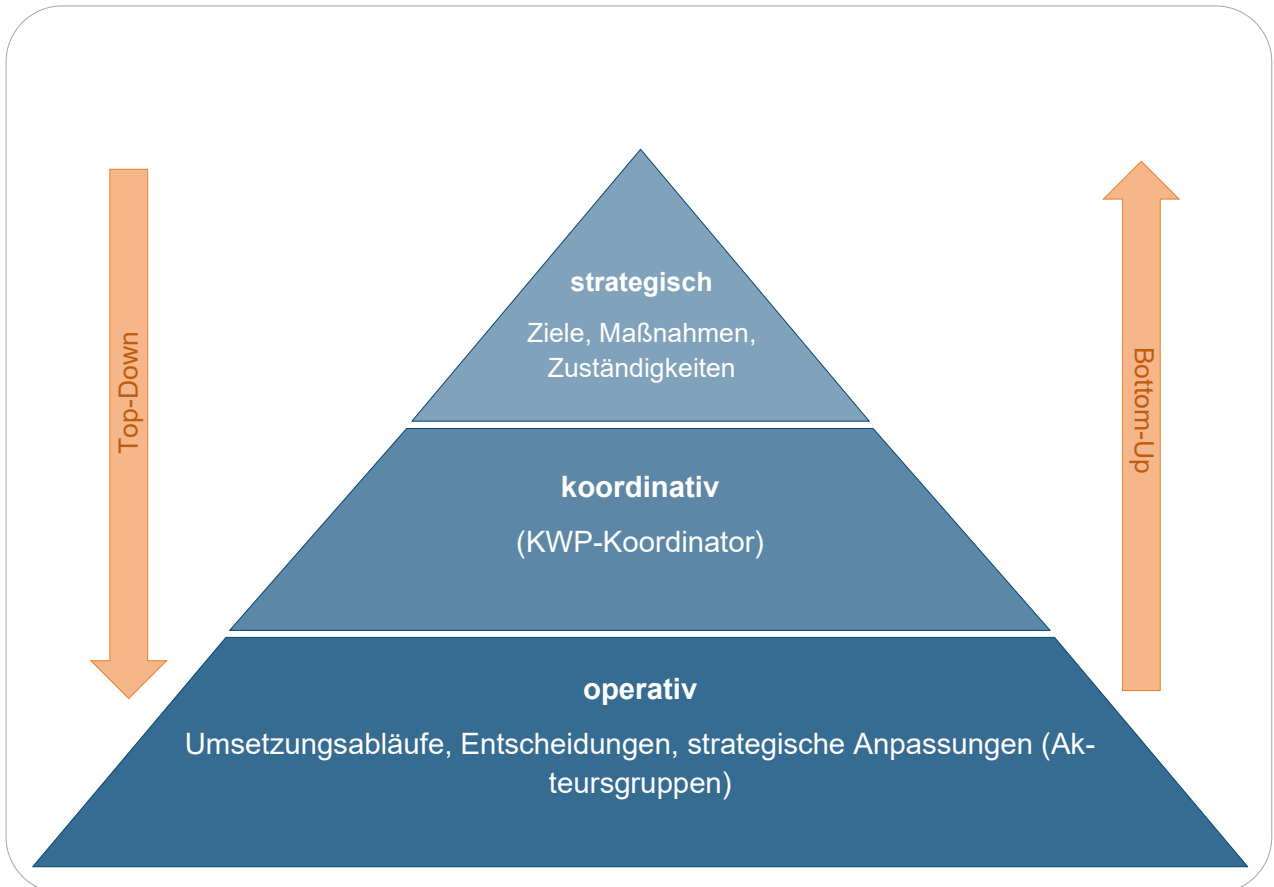 strategisch
Ziele, Maßnahmen,
Zuständigkeiten
Top-Down
Bottom-Up
koordinativ
(KWP-Koordinator)
operativ
Umsetzungsabläufe, Entscheidungen, strategische Anpassungen (Ak-
teursgruppen)